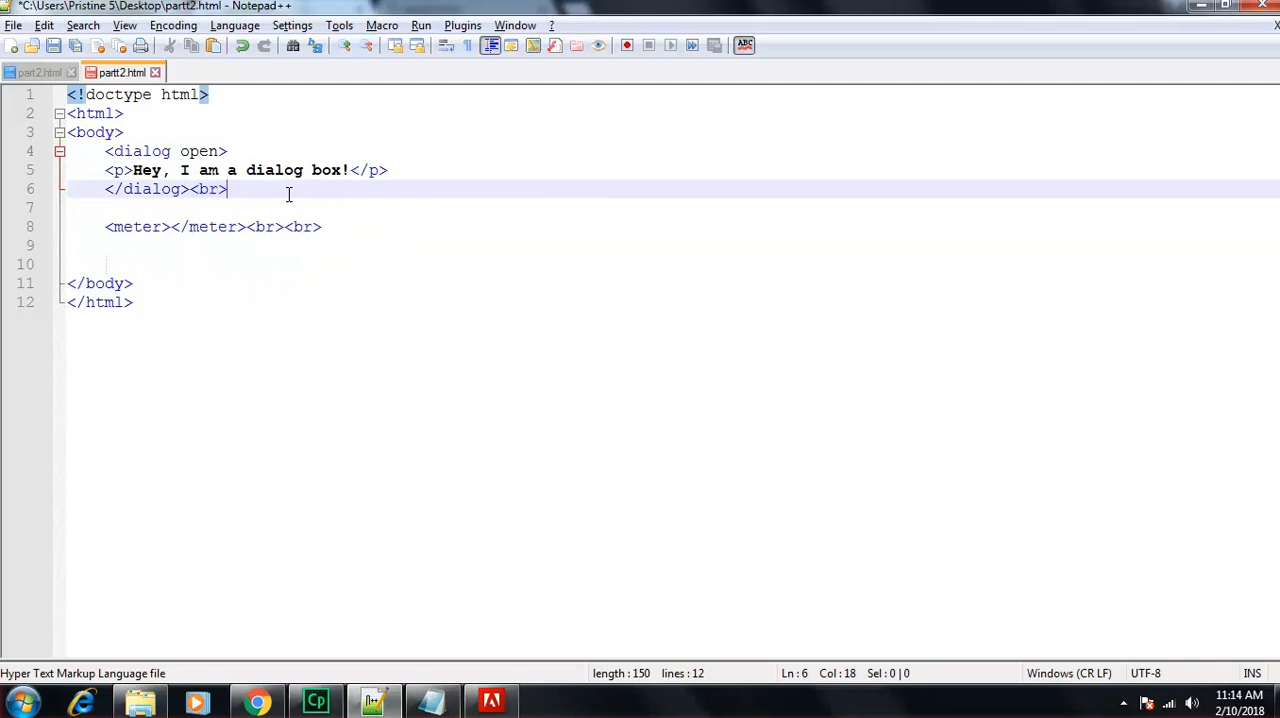 *C:\Users\Pristine 5\Desktop\partt2.html - Notepad++
File Edit Search View Encoding Language Settings Tools Macro Run Plugins Window ?
ABC
part2.html partt2.html
1 <!doctype html>
2 <html>
3 <body>
4 <dialog open>
5 <p>Hey, I am a dialog box!</p>
6 </dialog><br>
7
8 <meter></meter><br><br>
9
10
11 </body>
12 </html>
Hyper Text Markup Language file length : 150 lines : 12 Ln : 6 Col : 18 Sel : 0 | 0 Windows (CR LF) UTF-8 INS
Cp
11:14 AM
2/10/2018